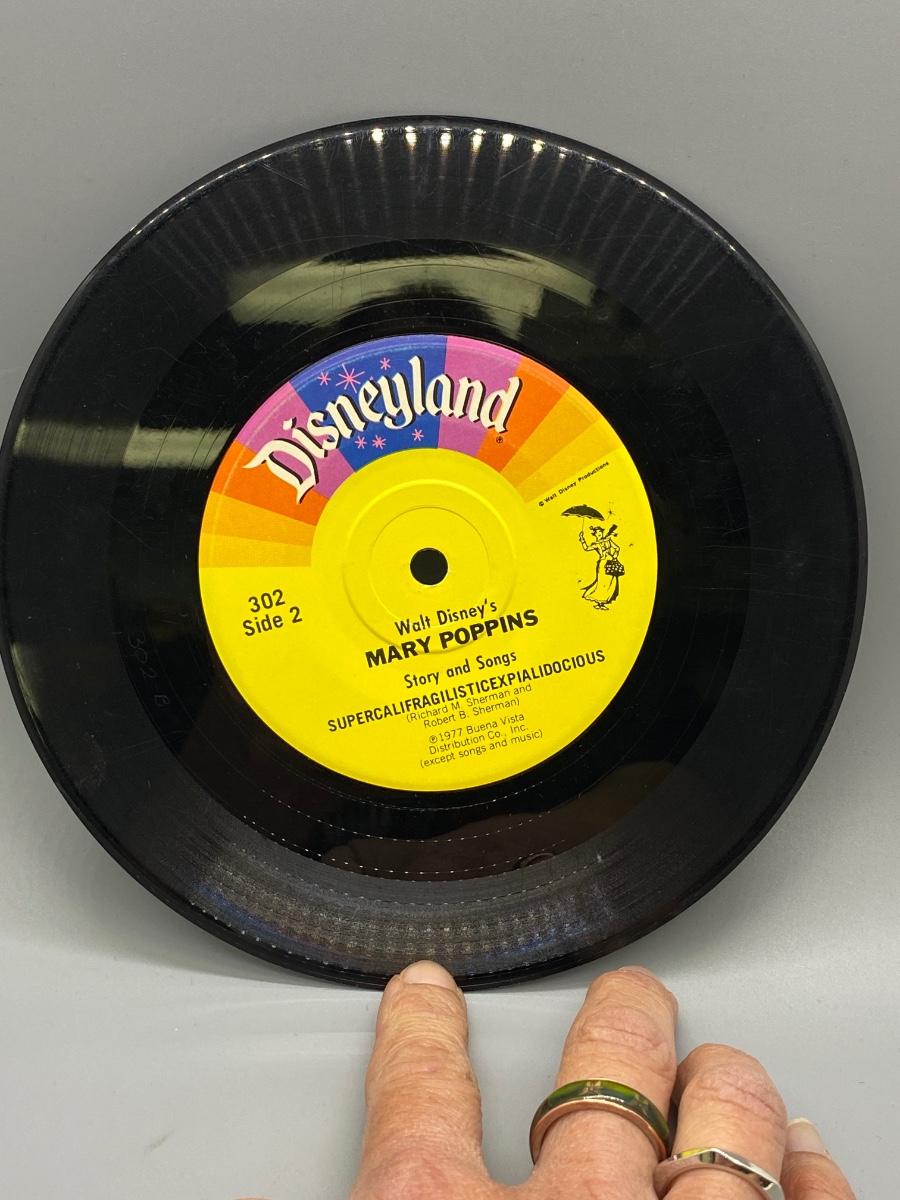 Disneyland
®
© Walt Disney Productions
302
Side 2
Walt Disney's
MARY POPPINS
Story and Songs
SUPERCALIFRAGILISTICEXPIALIDOCIOUS
(Richard M. Sherman and
Robert B. Sherman)
℗1977 Buena Vista
Distribution Co., Inc.
(except songs and music)
302 B